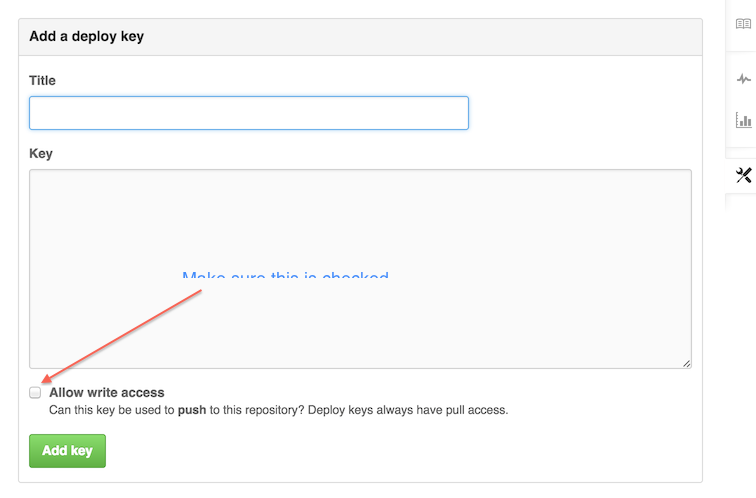 Add a deploy key
Title
Key
Make sure this is checked
Allow write access
Can this key be used to push to this repository? Deploy keys always have pull access.
Add key